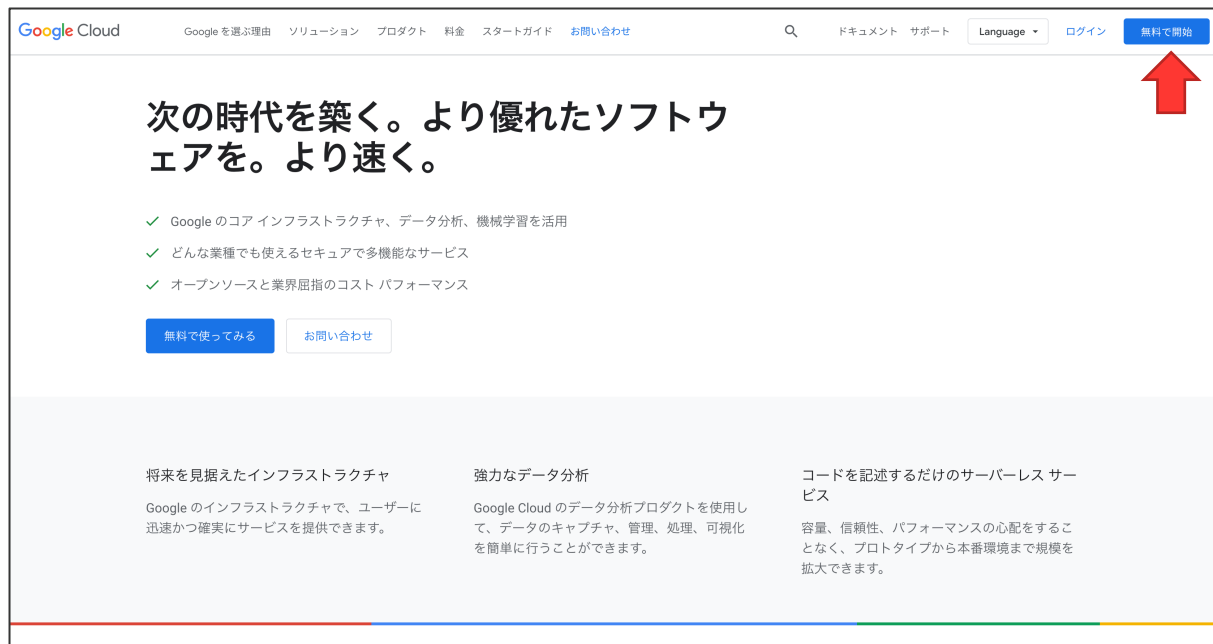 Google Cloud
Google を選ぶ理由 ソリューション プロダクト 料金 スタートガイド お問い合わせ
ドキュメント サポート Language ログイン 無料で開始
次の時代を築く。より優れたソフトウ
ェアを。より速く。
Google のコア インフラストラクチャ、データ分析、機械学習を活用
どんな業種でも使えるセキュアで多機能なサービス
オープンソースと業界屈指のコスト パフォーマンス
無料で使ってみる お問い合わせ
将来を見据えたインフラストラクチャ
Google のインフラストラクチャで、ユーザーに
迅速かつ確実にサービスを提供できます。
強力なデータ分析
Google Cloud のデータ分析プロダクトを使用し
て、データのキャプチャ、管理、処理、可視化
を簡単に行うことができます。
コードを記述するだけのサーバーレス サー
ビス
容量、信頼性、パフォーマンスの心配をするこ
となく、プロトタイプから本番環境まで規模を
拡大できます。